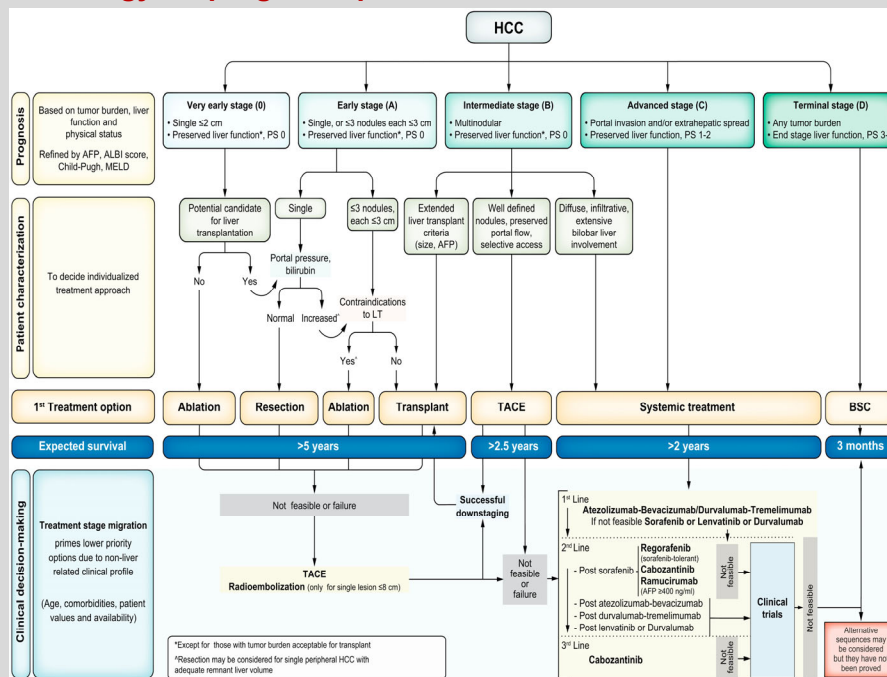 HCC
Prognosis
Based on tumor burden, liver
function and
physical status
Refined by AFP, ALBI score,
Child-Pugh, MELD
Very early stage (0)
• Single ≤2 cm
• Preserved liver function*, PS 0
Early stage (A)
• Single, or ≤3 nodules each ≤3 cm
• Preserved liver function*, PS 0
Intermediate stage (B)
• Multinodular
• Preserved liver function*, PS 0
Advanced stage (C)
• Portal invasion and/or extrahepatic spread
• Preserved liver function, PS 1-2
Terminal stage (D)
• Any tumor burden
• End stage liver function, PS 3-
Patient characterization
To decide individualized
treatment approach
Potential candidate
for liver
transplantation
Single
≤3 nodules,
each ≤3 cm
Extended
liver transplant
criteria
(size, AFP)
Well defined
nodules, preserved
portal flow,
selective access
Diffuse, infiltrative,
extensive
bilobar liver
involvement
Portal pressure,
bilirubin
No
Yes
Contraindications
to LT
Normal
Increased^
Yes*
No
1st Treatment option
Ablation
Resection
Ablation
Transplant
TACE
Systemic treatment
BSC
Expected survival
>5 years
>2.5 years
>2 years
3 months
Clinical decision-making
Treatment stage migration
primes lower priority
options due to non-liver
related clinical profile
(Age, comorbidities, patient
values and availability)
Not feasible or failure
Successful
downstaging
TACE
Radioembolization (only for single lesion ≤8 cm)
Not
feasible
or failure
1st Line
Atezolizumab-Bevacizumab/Durvalumab-Tremelimumab
If not feasible Sorafenib or Lenvatinib or Durvalumab
2nd Line
Regorafenib
(sorafenib-tolerant)
- Post sorafenib
Cabozantinib
Ramucirumab
(AFP ≥400 ng/ml)
Not
feasible
- Post atezolizumab-bevacizumab
- Post durvalumab-tremelimumab
- Post lenvatinib or Durvalumab
Clinical
trials
Not feasible
3rd Line
Cabozantinib
Not
feasible
Alternative
sequences may
be considered
but they have no
been proved
*Except for those with tumor burden acceptable for transplant
^Resection may be considered for single peripheral HCC with
adequate remnant liver volume